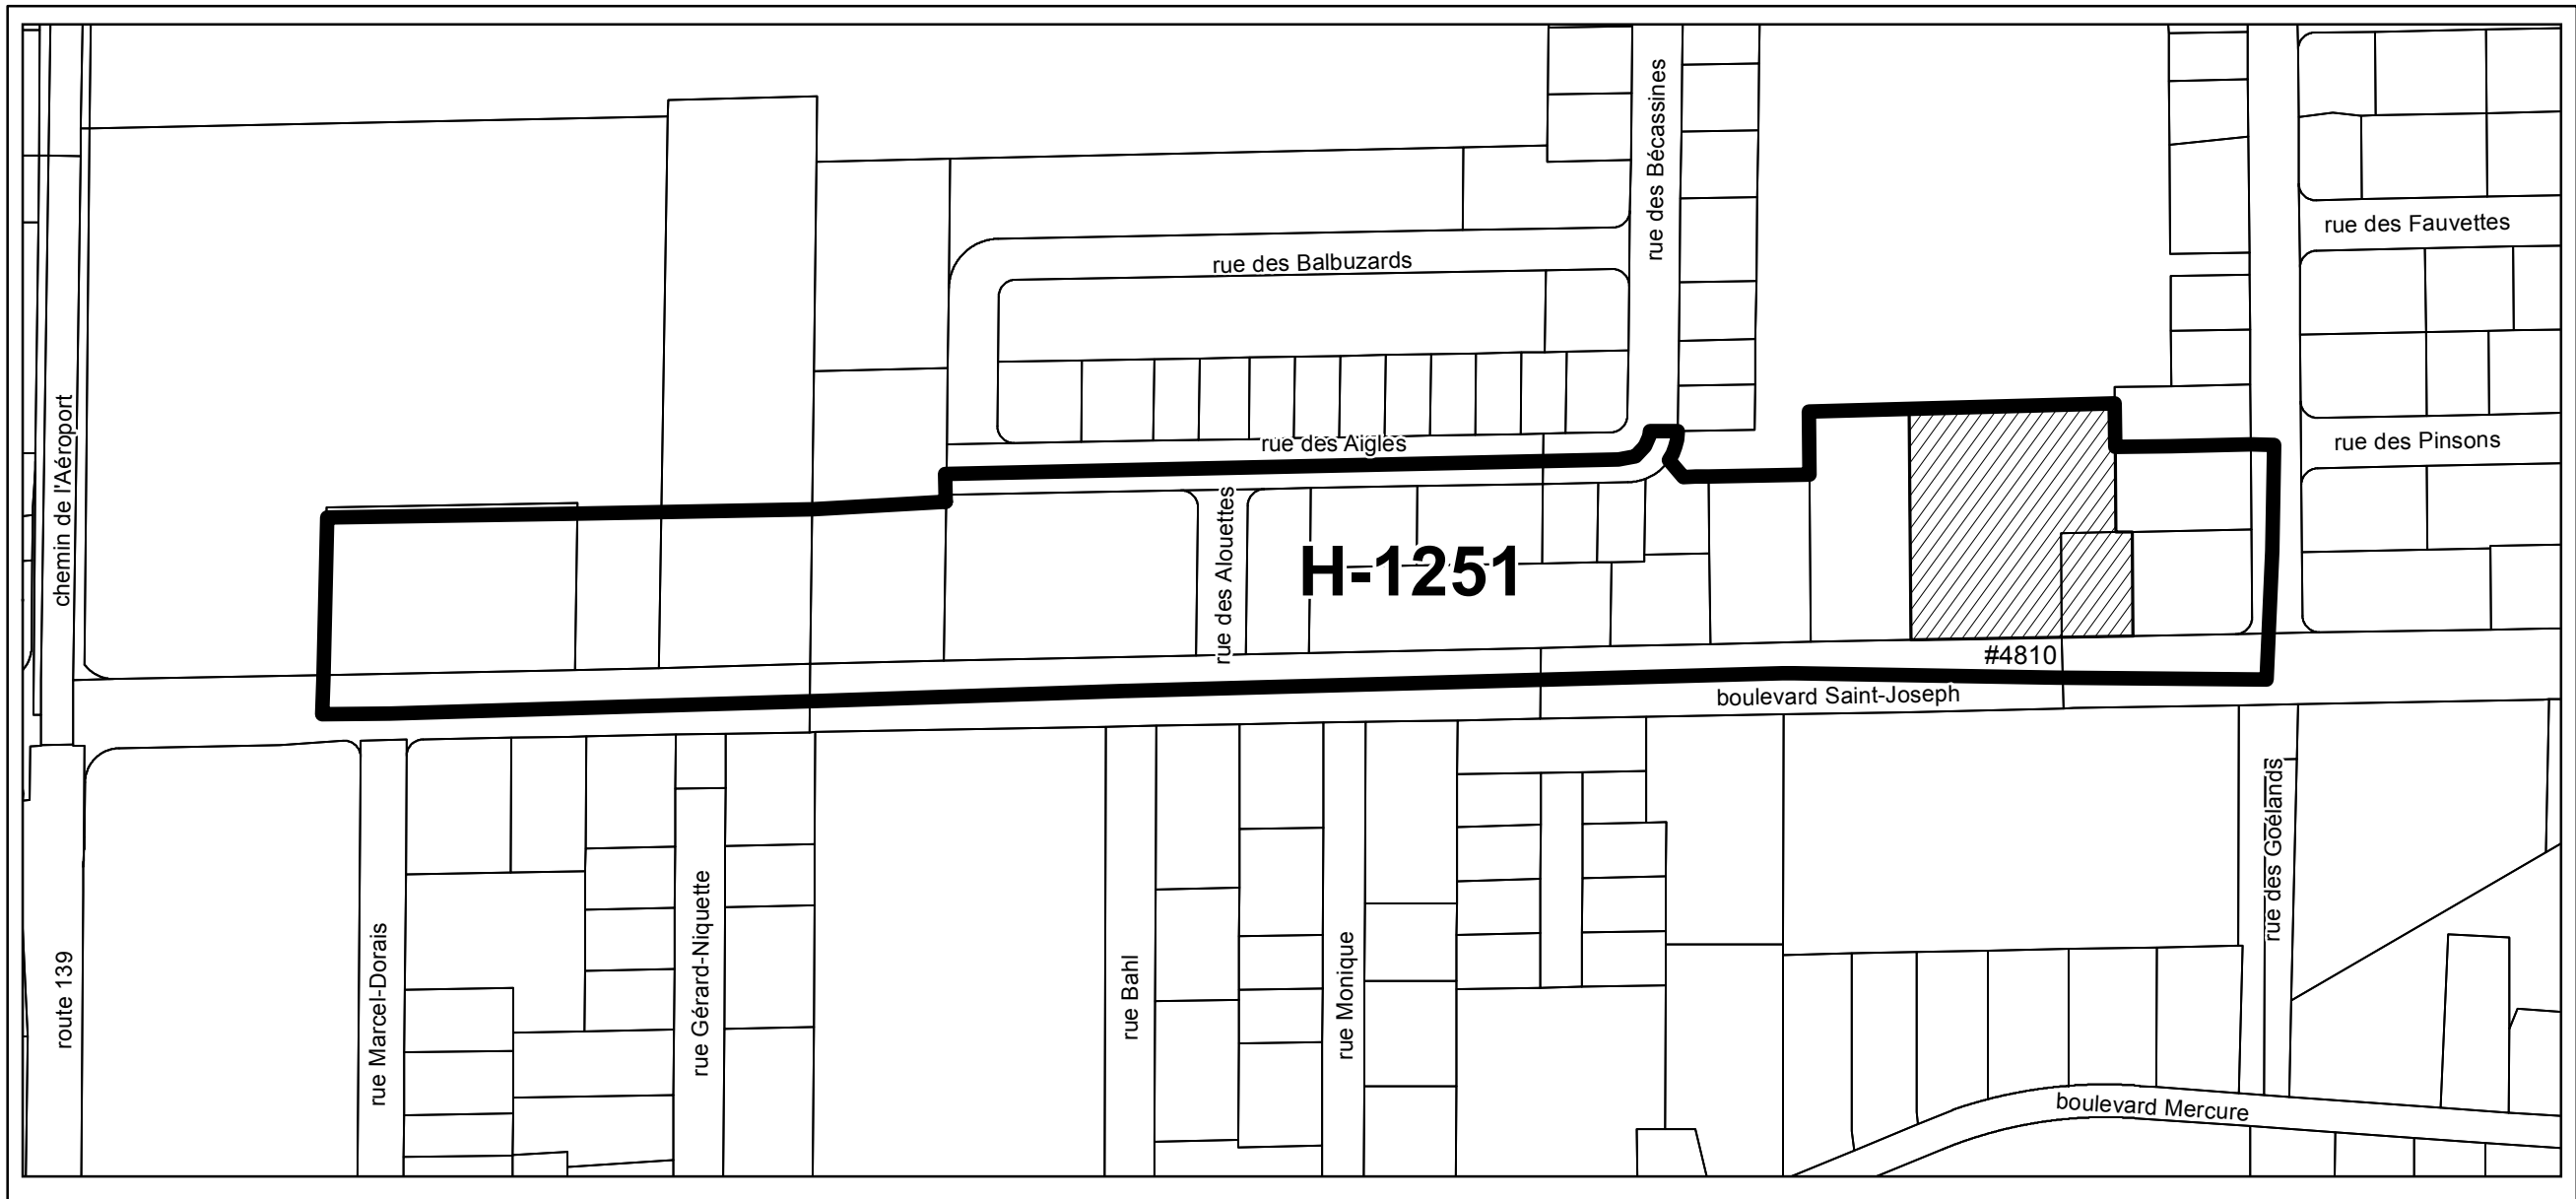 rue des Bécassines
rue des Fauvettes
rue des Balbuzards
chemin de l'Aéroport
rue des Aigles
rue des Pinsons
rue des Alouettes
H-1251
#4810
boulevard Saint-Joseph
rue des Goélands
route 139
rue Marcel-Dorais
rue Gérard-Niquette
rue Bahl
rue Monique
boulevard Mercure